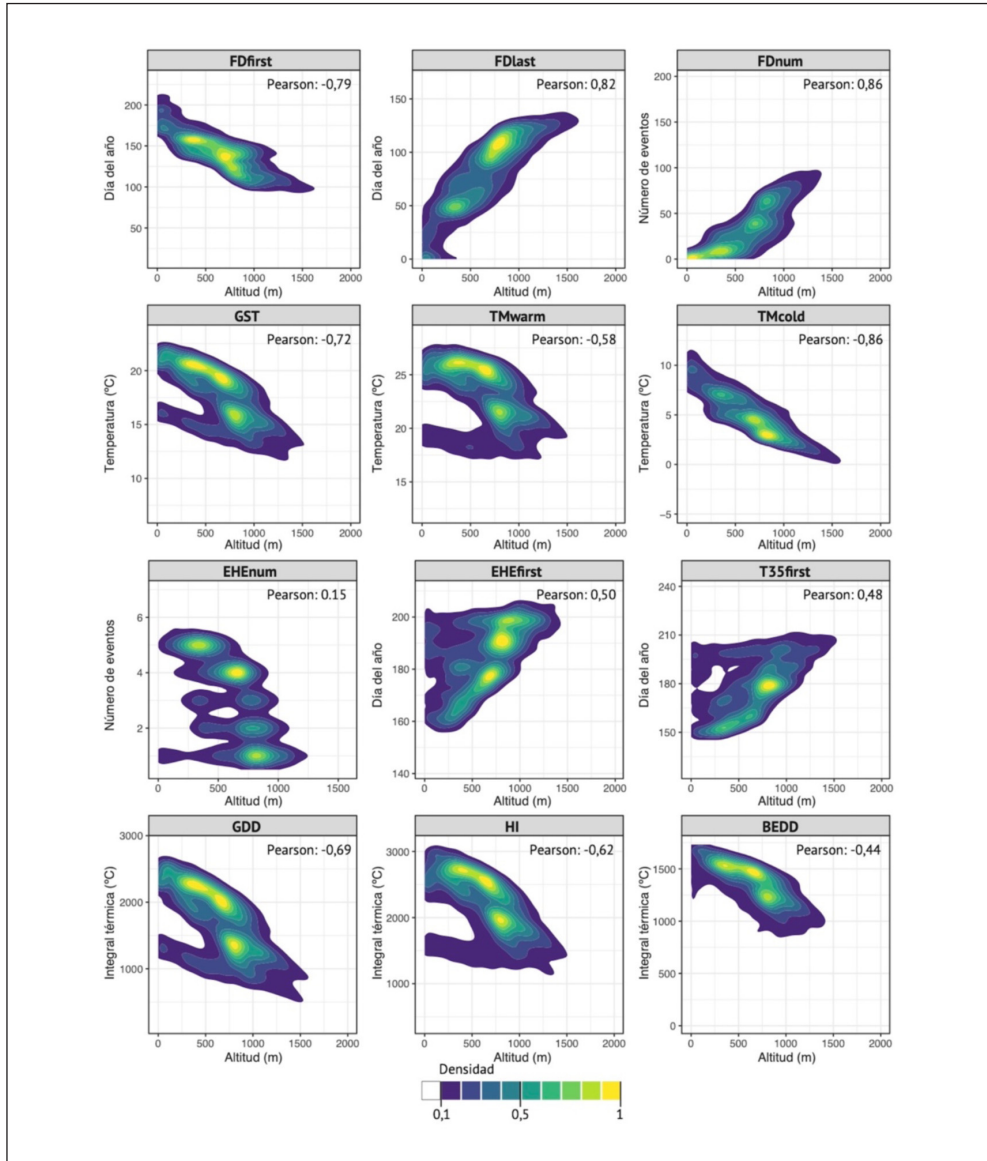 FDfirst
Pearson: -0,79
Día del año
200
150
100
50
0 500 1000 1500 2000
Altitud (m)
FDlast
Pearson: 0,82
Día del año
150
100
50
0
0 500 1000 1500 2000
Altitud (m)
FDnum
Pearson: 0,86
Número de eventos
200
150
100
50
0
0 500 1000 1500 2000
Altitud (m)
GST
Pearson: -0,72
Temperatura (ºC)
20
15
10
0 500 1000 1500 2000
Altitud (m)
TMwarm
Pearson: -0,58
Temperatura (ºC)
25
20
15
0 500 1000 1500 2000
Altitud (m)
TMcold
Pearson: -0,86
Temperatura (ºC)
10
5
0
−5
0 500 1000 1500 2000
Altitud (m)
EHEnum
Pearson: 0.15
Número de eventos
6
4
2
0 500 1000 1500
Altitud (m)
EHEfirst
Pearson: 0,50
Día del año
200
180
160
140
0 500 1000 1500 2000
Altitud (m)
T35first
Pearson: 0,48
Día del año
240
210
180
150
0 500 1000 1500 2000
Altitud (m)
GDD
Pearson: -0,69
Integral térmica (ºC)
3000
2000
1000
0 500 1000 1500 2000
Altitud (m)
HI
Pearson: -0,62
Integral térmica (ºC)
3000
2000
1000
0 500 1000 1500 2000
Altitud (m)
BEDD
Pearson: -0,44
Integral térmica (ºC)
1500
1000
500
0
0 500 1000 1500 2000
Altitud (m)
Densidad
0,1 0,5 1